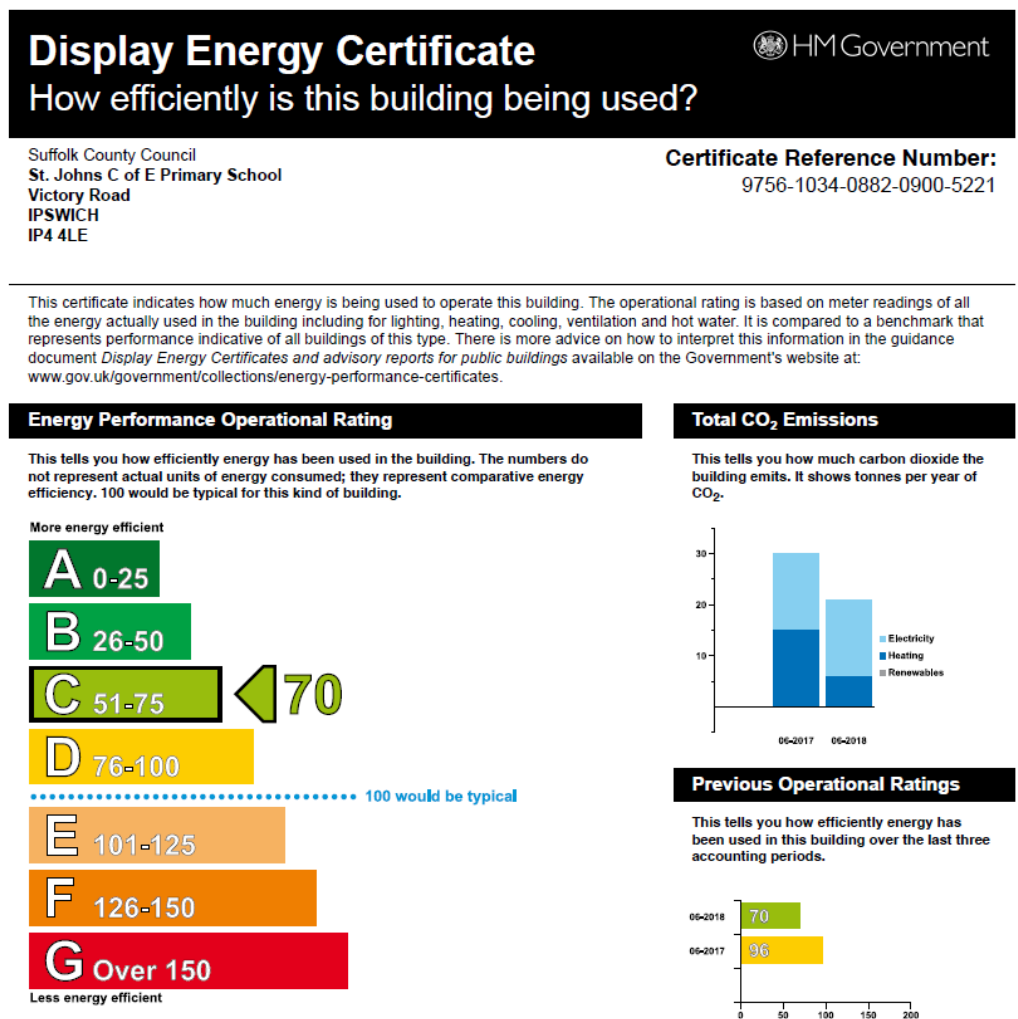 Display Energy Certificate
HM Government
How efficiently is this building being used?
Suffolk County Council
St. Johns C of E Primary School
Victory Road
IPSWICH
IP4 4LE
Certificate Reference Number:
9756-1034-0882-0900-5221
This certificate indicates how much energy is being used to operate this building. The operational rating is based on meter readings of all
the energy actually used in the building including for lighting, heating, cooling, ventilation and hot water. It is compared to a benchmark that
represents performance indicative of all buildings of this type. There is more advice on how to interpret this information in the guidance
document Display Energy Certificates and advisory reports for public buildings available on the Government's website at:
www.gov.uk/government/collections/energy-performance-certificates.
Energy Performance Operational Rating
This tells you how efficiently energy has been used in the building. The numbers do
not represent actual units of energy consumed; they represent comparative energy
efficiency. 100 would be typical for this kind of building.
More energy efficient
A 0-25
B 26-50
C 51-75
70
D 76-100
100 would be typical
E 101-125
F 126-150
G Over 150
Less energy efficient
Total CO₂ Emissions
This tells you how much carbon dioxide the
building emits. It shows tonnes per year of
CO₂.
30
20
10
Electricity
Heating
Renewables
06-2017 06-2018
Previous Operational Ratings
This tells you how efficiently energy has
been used in this building over the last three
accounting periods.
06-2018 70
06-2017 96
0 50 100 150 200